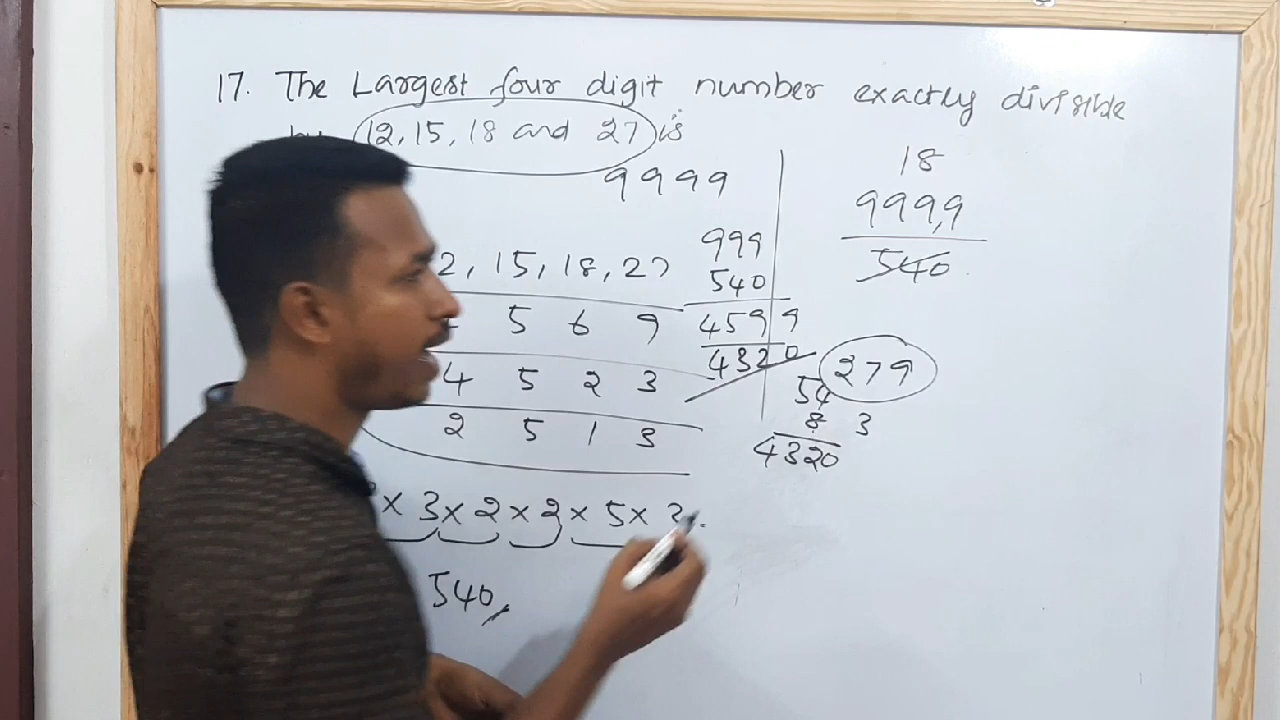 17. The Largest four digit number exactly divisible
12, 15, 18 and 27 is
9999
2, 15, 18, 27
5 6 9
4 5 2 3
2 5 1 3
× 3 × 2 × 2 × 5 ×
540,
999
540
4599
4320
279
54
8 3
4320
18
9999
540